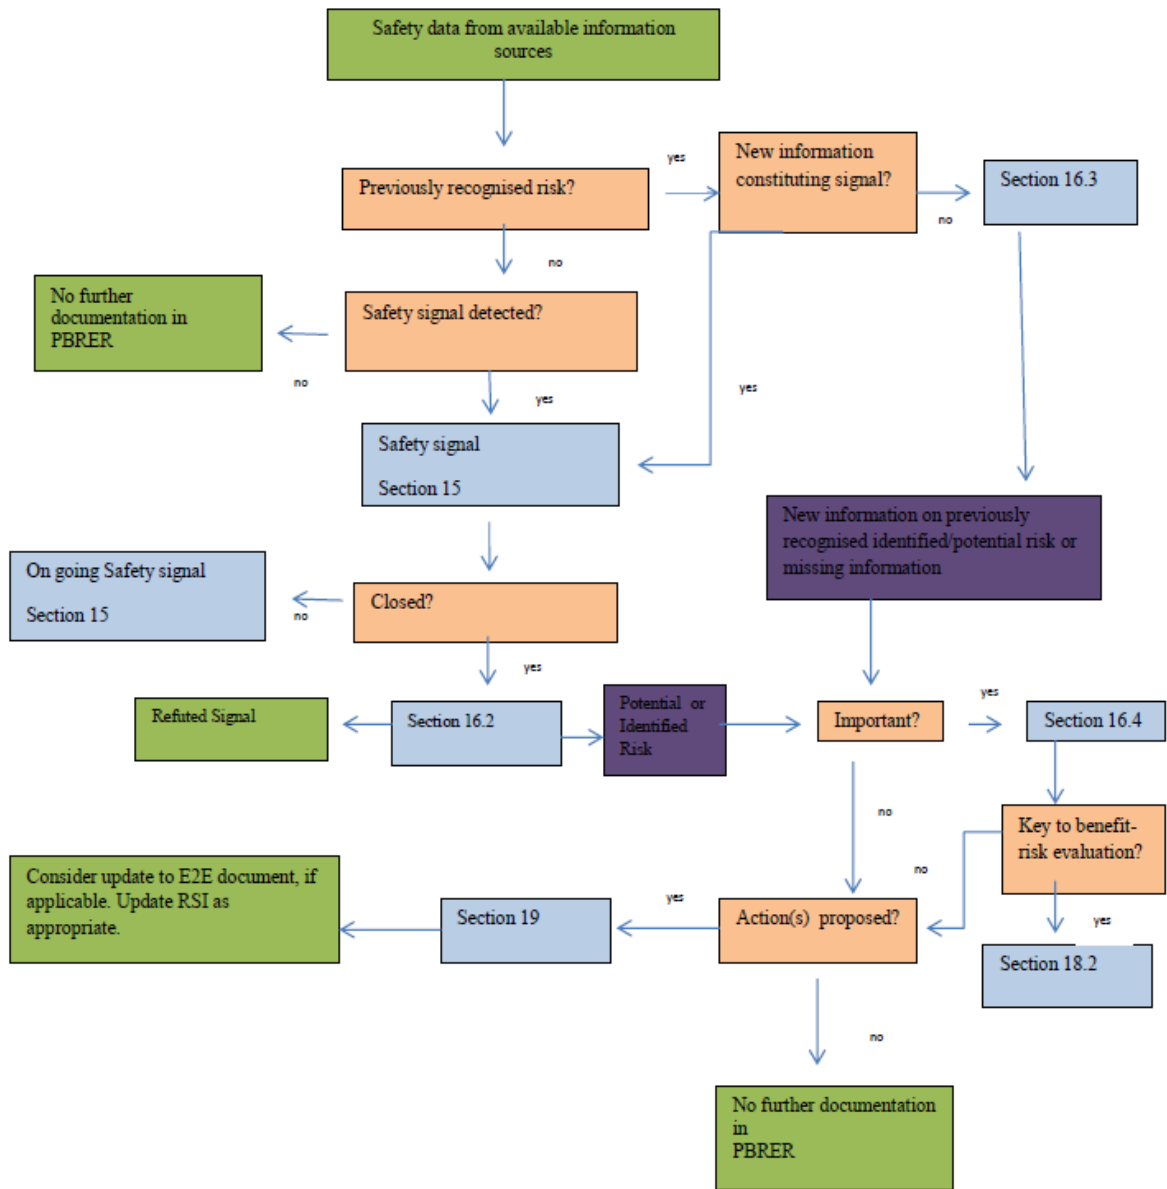 Safety data from available information
sources
yes
New information
constituting signal?
Section 16.3
Previously recognised risk?
no
no
No further
documentation in
PBRER
Safety signal detected?
no
yes
yes
Safety signal
Section 15
New information on previously
recognised identified/potential risk or
missing information
On going Safety signal
Section 15
no
Closed?
yes
Refuted Signal
Section 16.2
Potential or
Identified
Risk
Important?
yes
Section 16.4
no
Key to benefit-
risk evaluation?
no
yes
Consider update to E2E document, if
applicable. Update RSI as
appropriate.
Section 19
yes
Action(s) proposed?
Section 18.2
no
No further documentation
in
PBRER